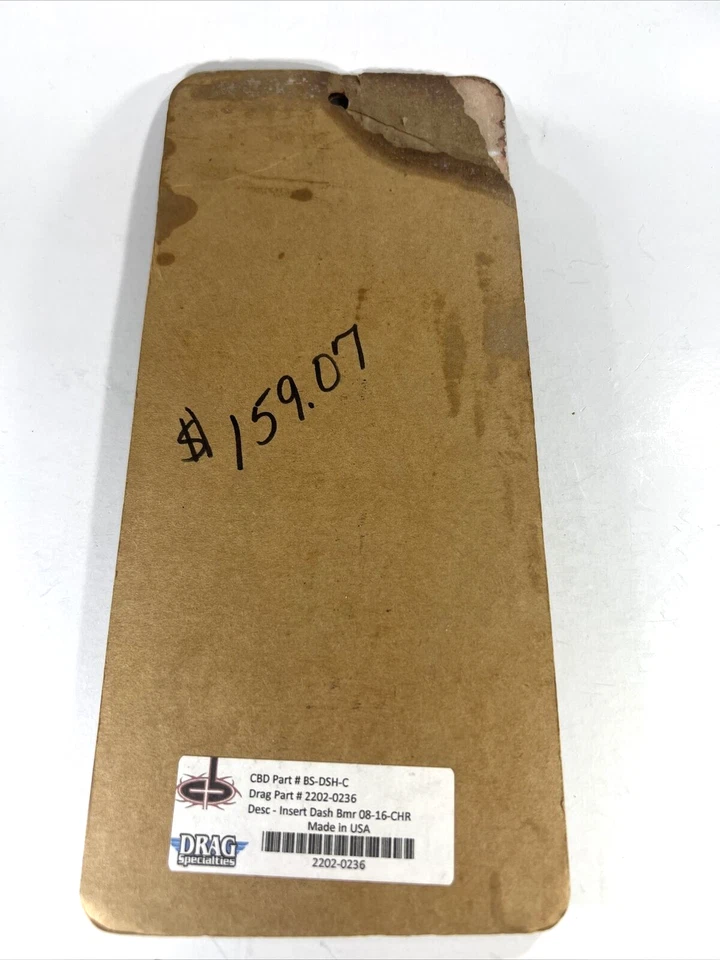 $159.07
CBD Part # BS-DSH-C
Drag Part # 2202-0236
Desc - Insert Dash Bmr 08-16-CHR
Made in USA
DRAG
Specialties
2202-0236